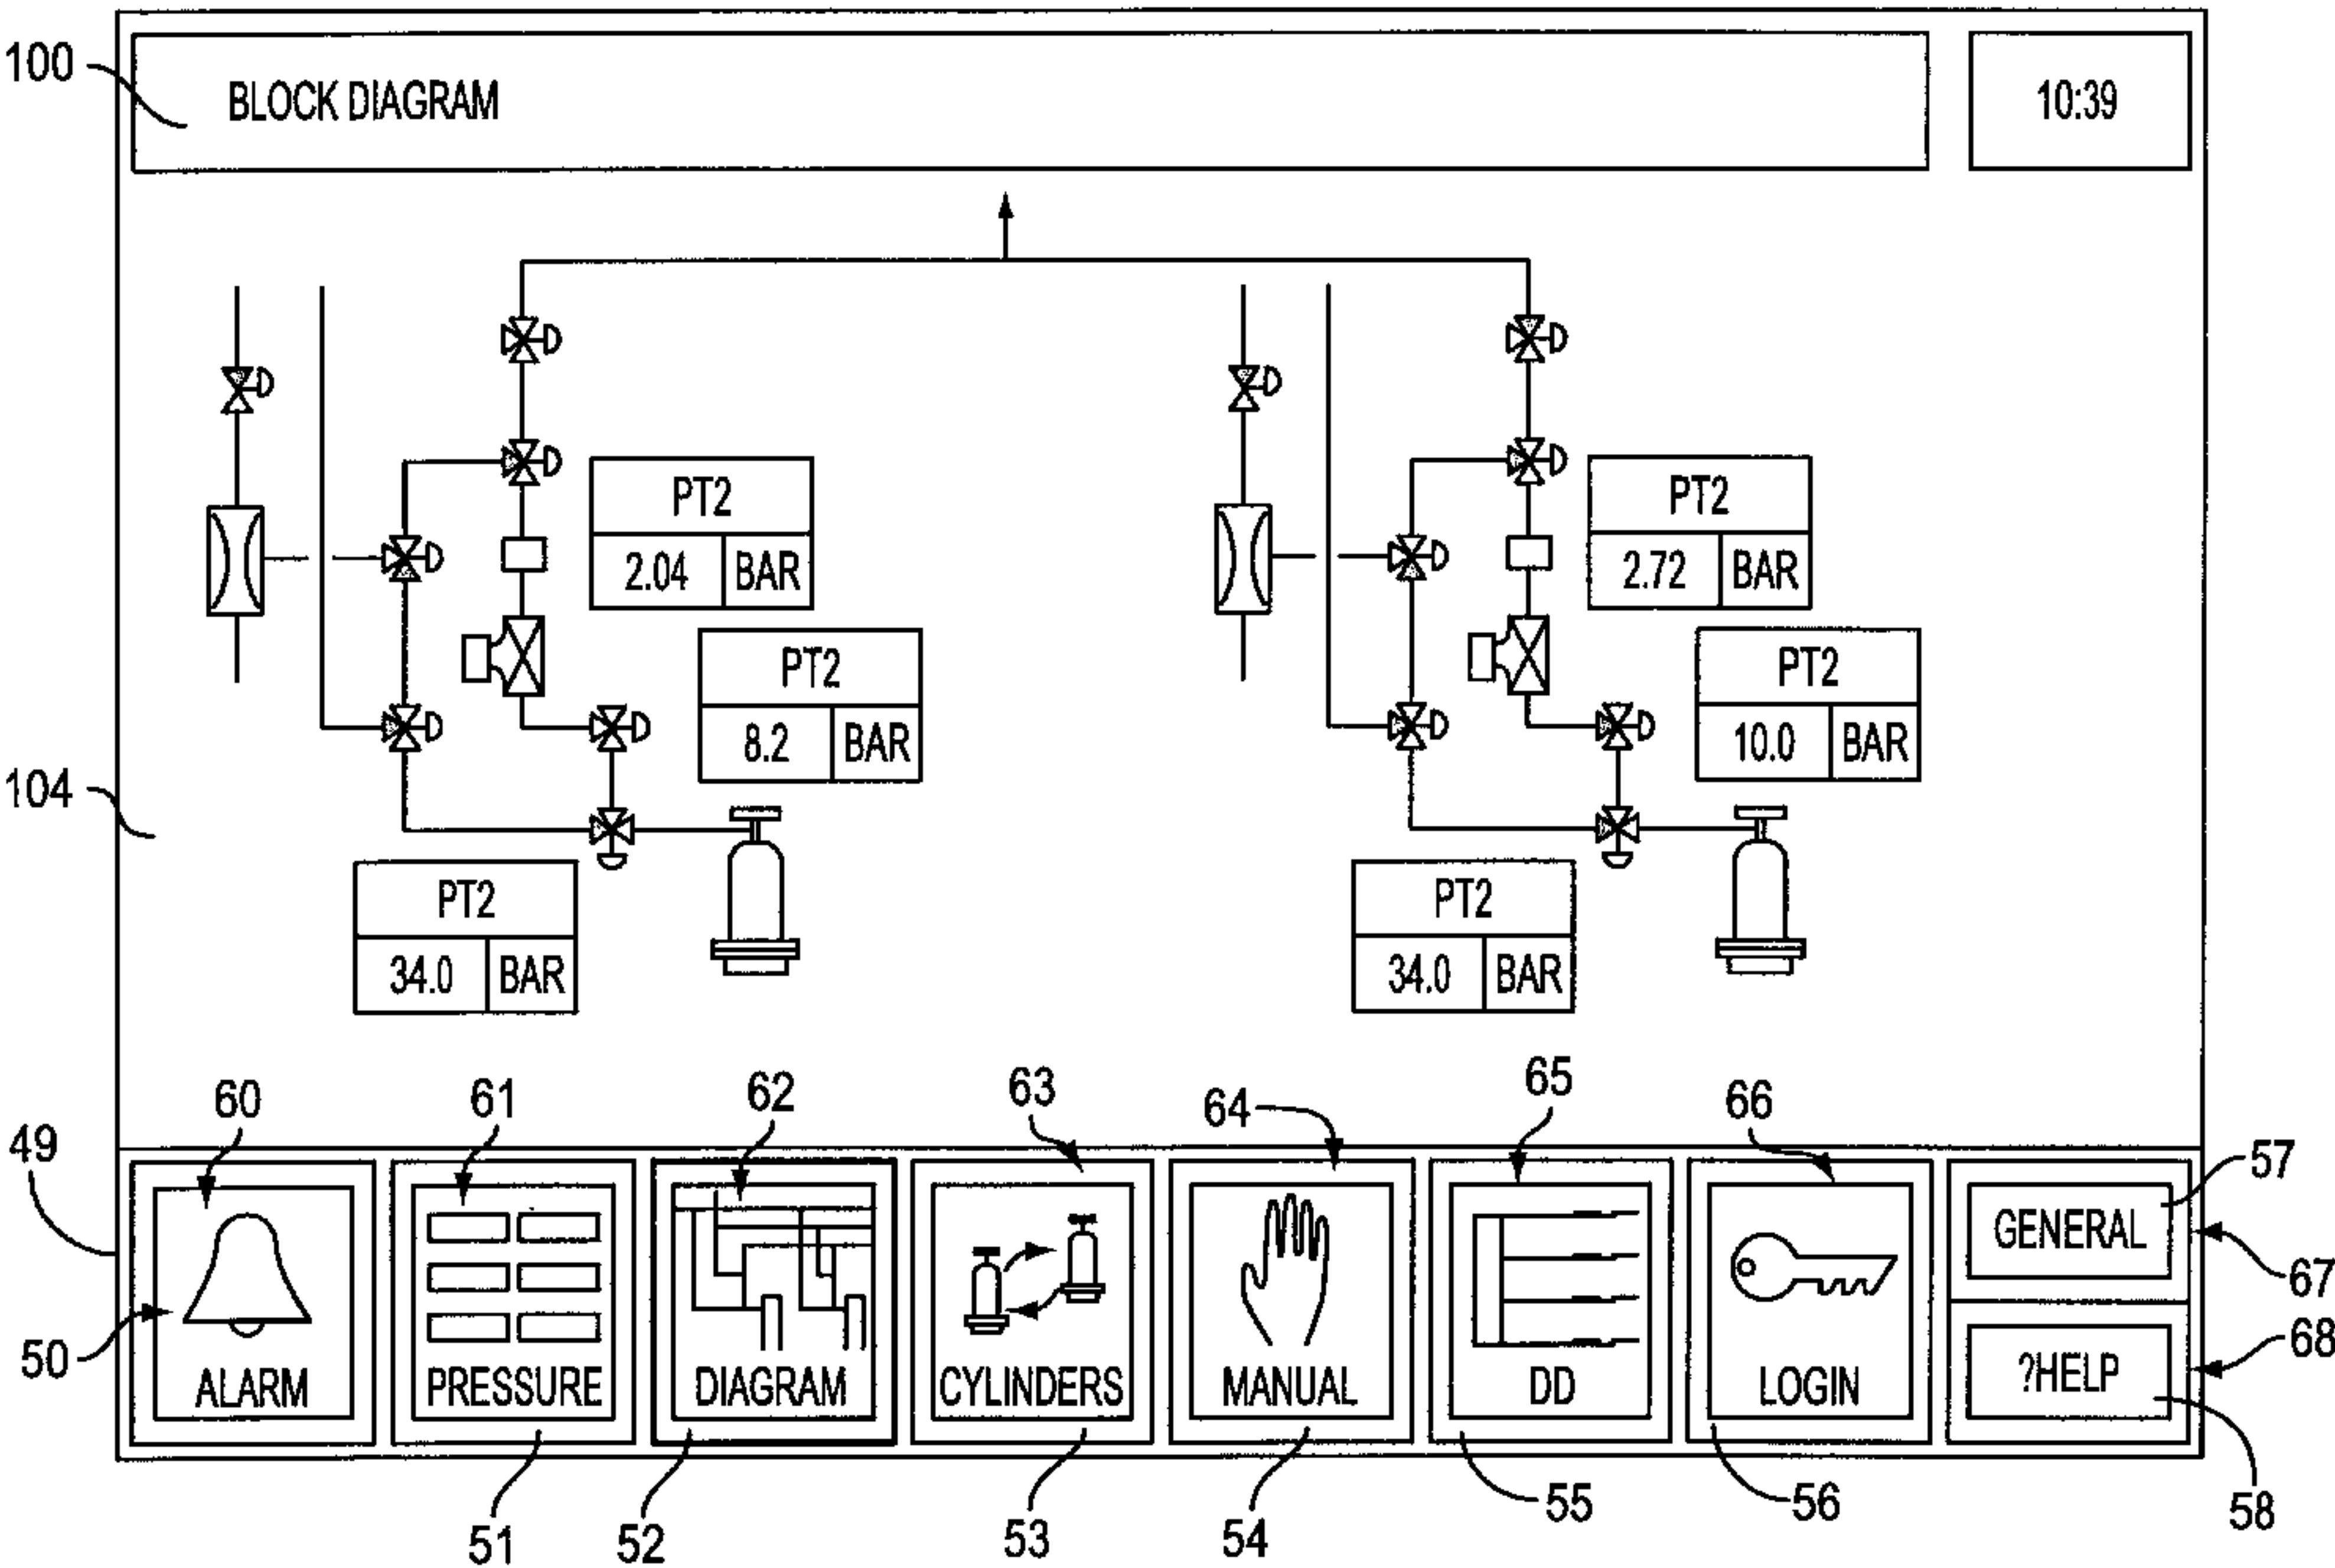 100
BLOCK DIAGRAM
10:39
PT2
2.04 BAR
PT2
2.72 BAR
PT2
8.2 BAR
PT2
10.0 BAR
104
PT2
34.0 BAR
PT2
34.0 BAR
60
61
62
63
64
65
66
49
57
GENERAL
67
50
ALARM
PRESSURE
DIAGRAM
CYLINDERS
MANUAL
DD
LOGIN
?HELP
68
51
52
53
54
55
56
58